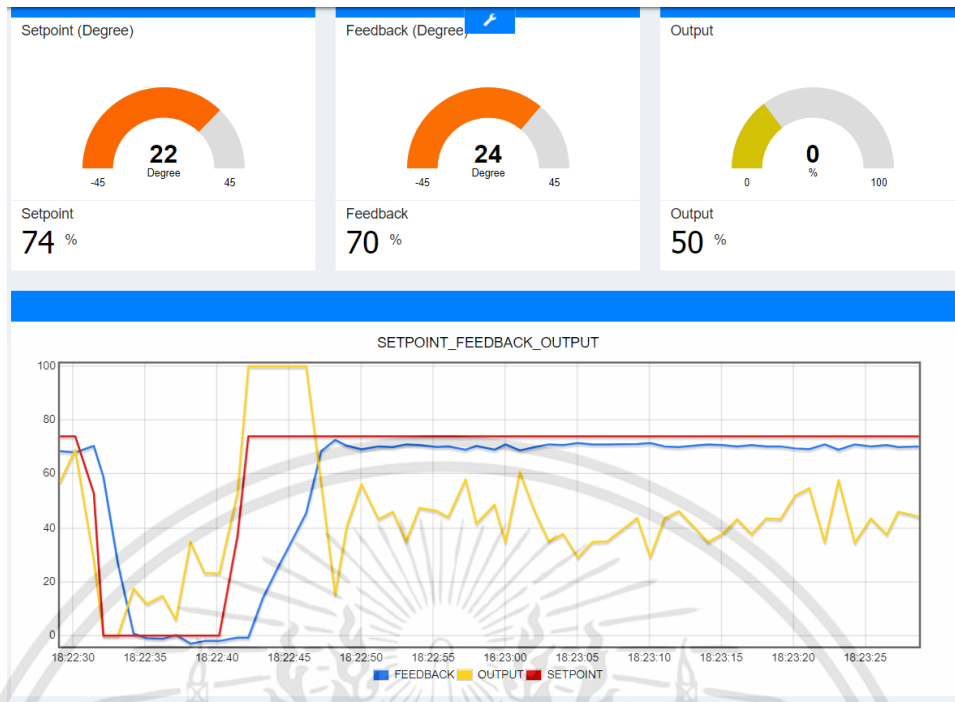 Setpoint (Degree)
22
Degree
-45
45
Setpoint
74 %
Feedback (Degree)
24
Degree
-45
45
Feedback
70 %
Output
0
%
0
100
Output
50 %
SETPOINT_FEEDBACK_OUTPUT
100
80
60
40
20
0
18:22:30 18:22:35 18:22:40 18:22:45 18:22:50 18:22:55 18:23:00 18:23:05 18:23:10 18:23:15 18:23:20 18:23:25
FEEDBACK OUTPUT SETPOINT